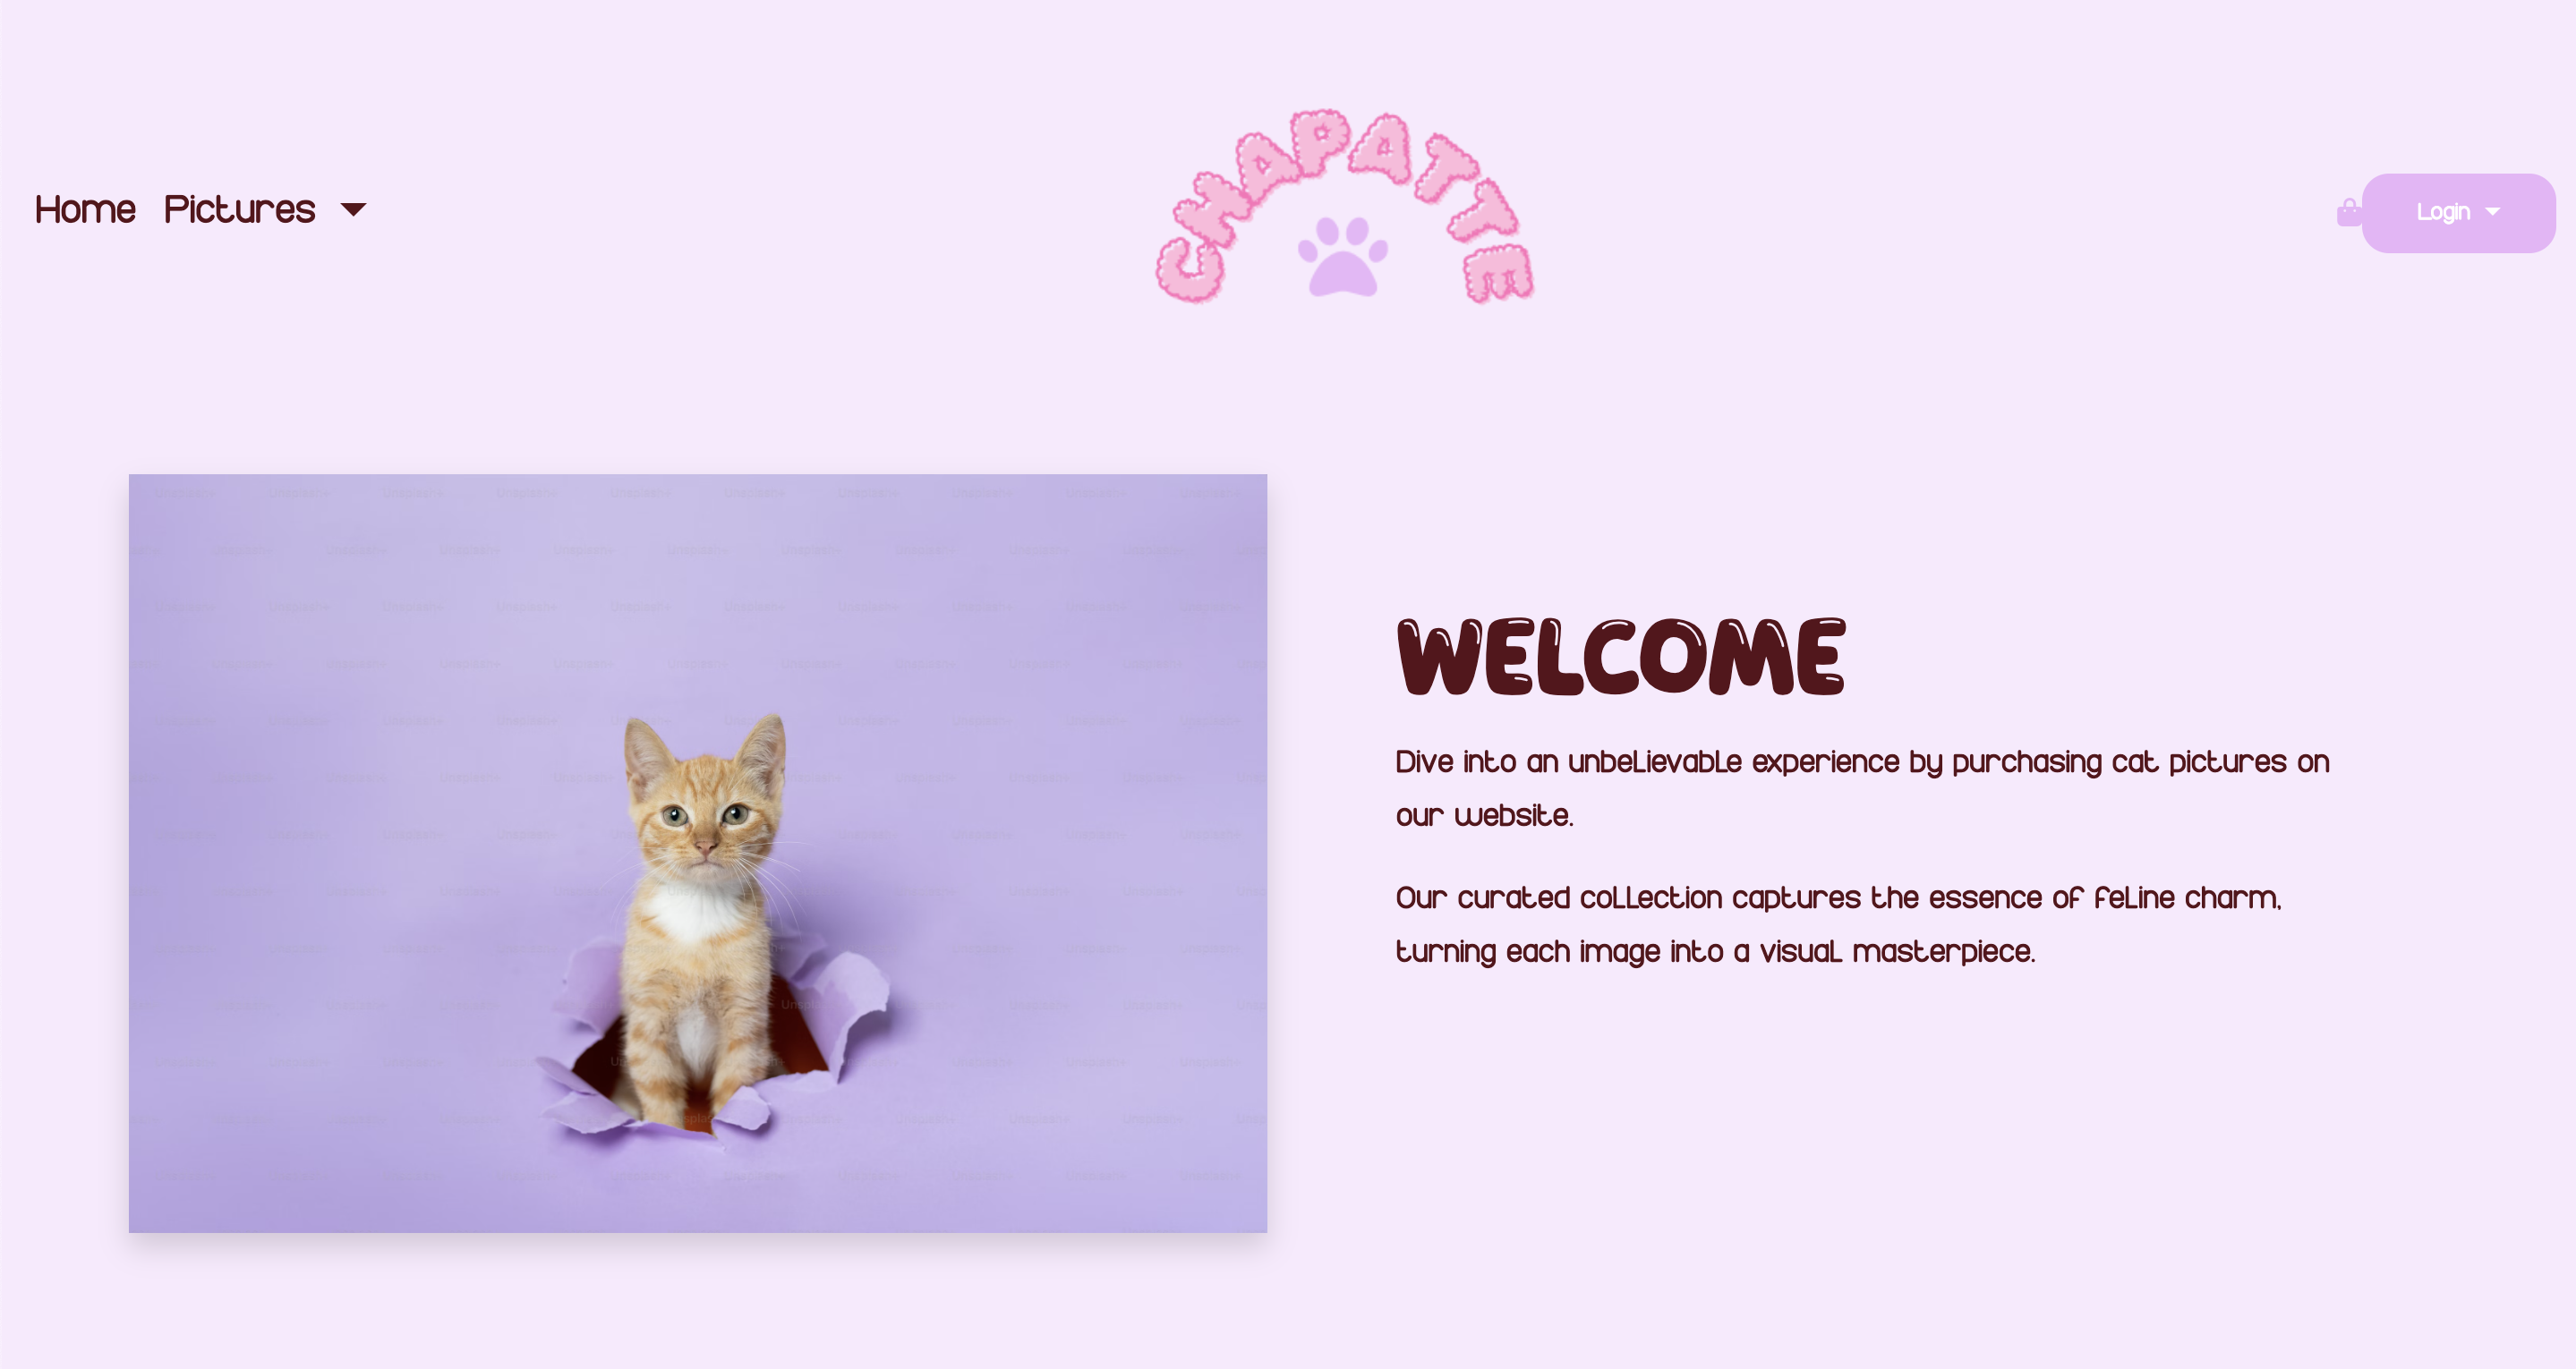 Home Pictures
CHAPATTE
Login
WELCOME
Dive into an unbelievable experience by purchasing cat pictures on
our website.
Our curated collection captures the essence of feline charm,
turning each image into a visual masterpiece.
Unsplash+